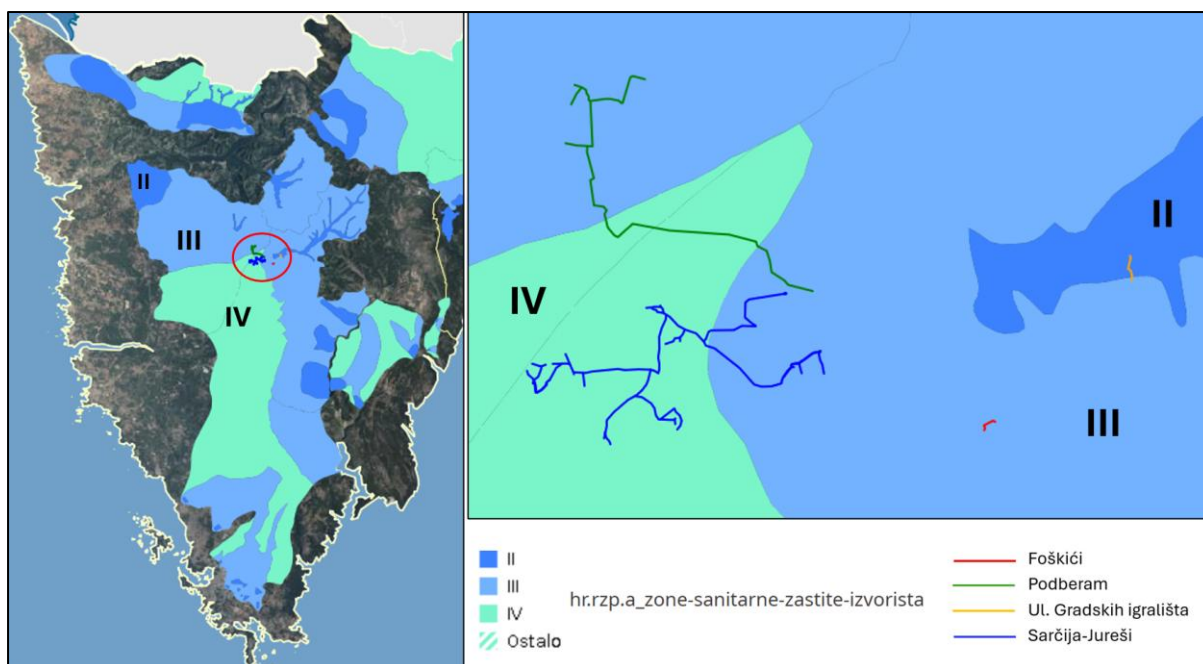 II
III
IV
II
IV
III
II
III
IV
Ostalo
hr.rzp.a_zone-sanitarne-zastite-izvorista
Foškići
Podberam
Ul. Gradskih igrališta
Sarčija-Jureši